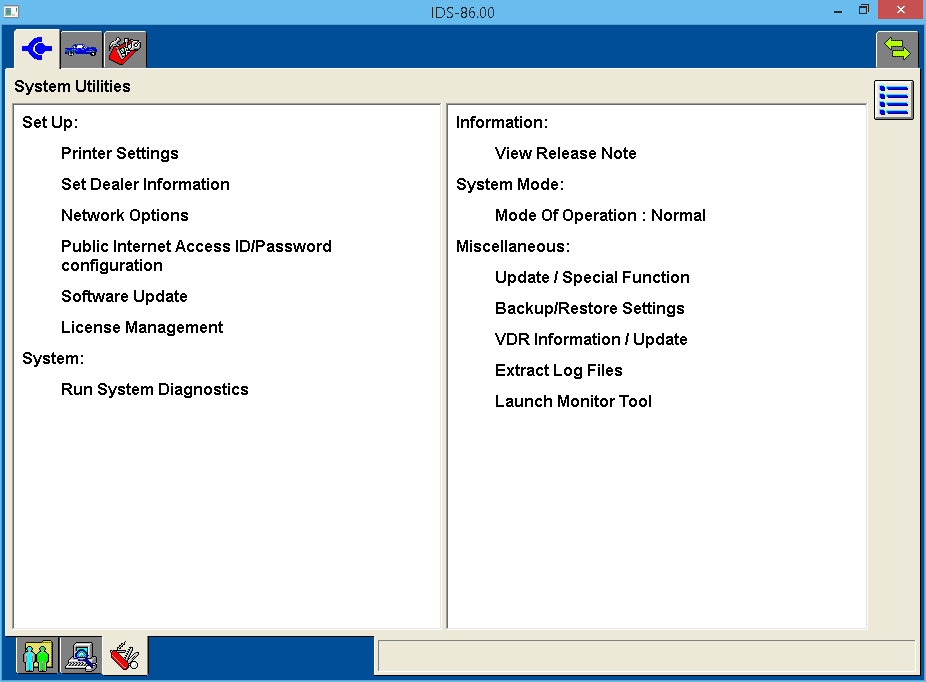 IDS-86.00
System Utilities
Set Up:
Printer Settings
Set Dealer Information
Network Options
Public Internet Access ID/Password
configuration
Software Update
License Management
System:
Run System Diagnostics
Information:
View Release Note
System Mode:
Mode Of Operation : Normal
Miscellaneous:
Update / Special Function
Backup/Restore Settings
VDR Information / Update
Extract Log Files
Launch Monitor Tool